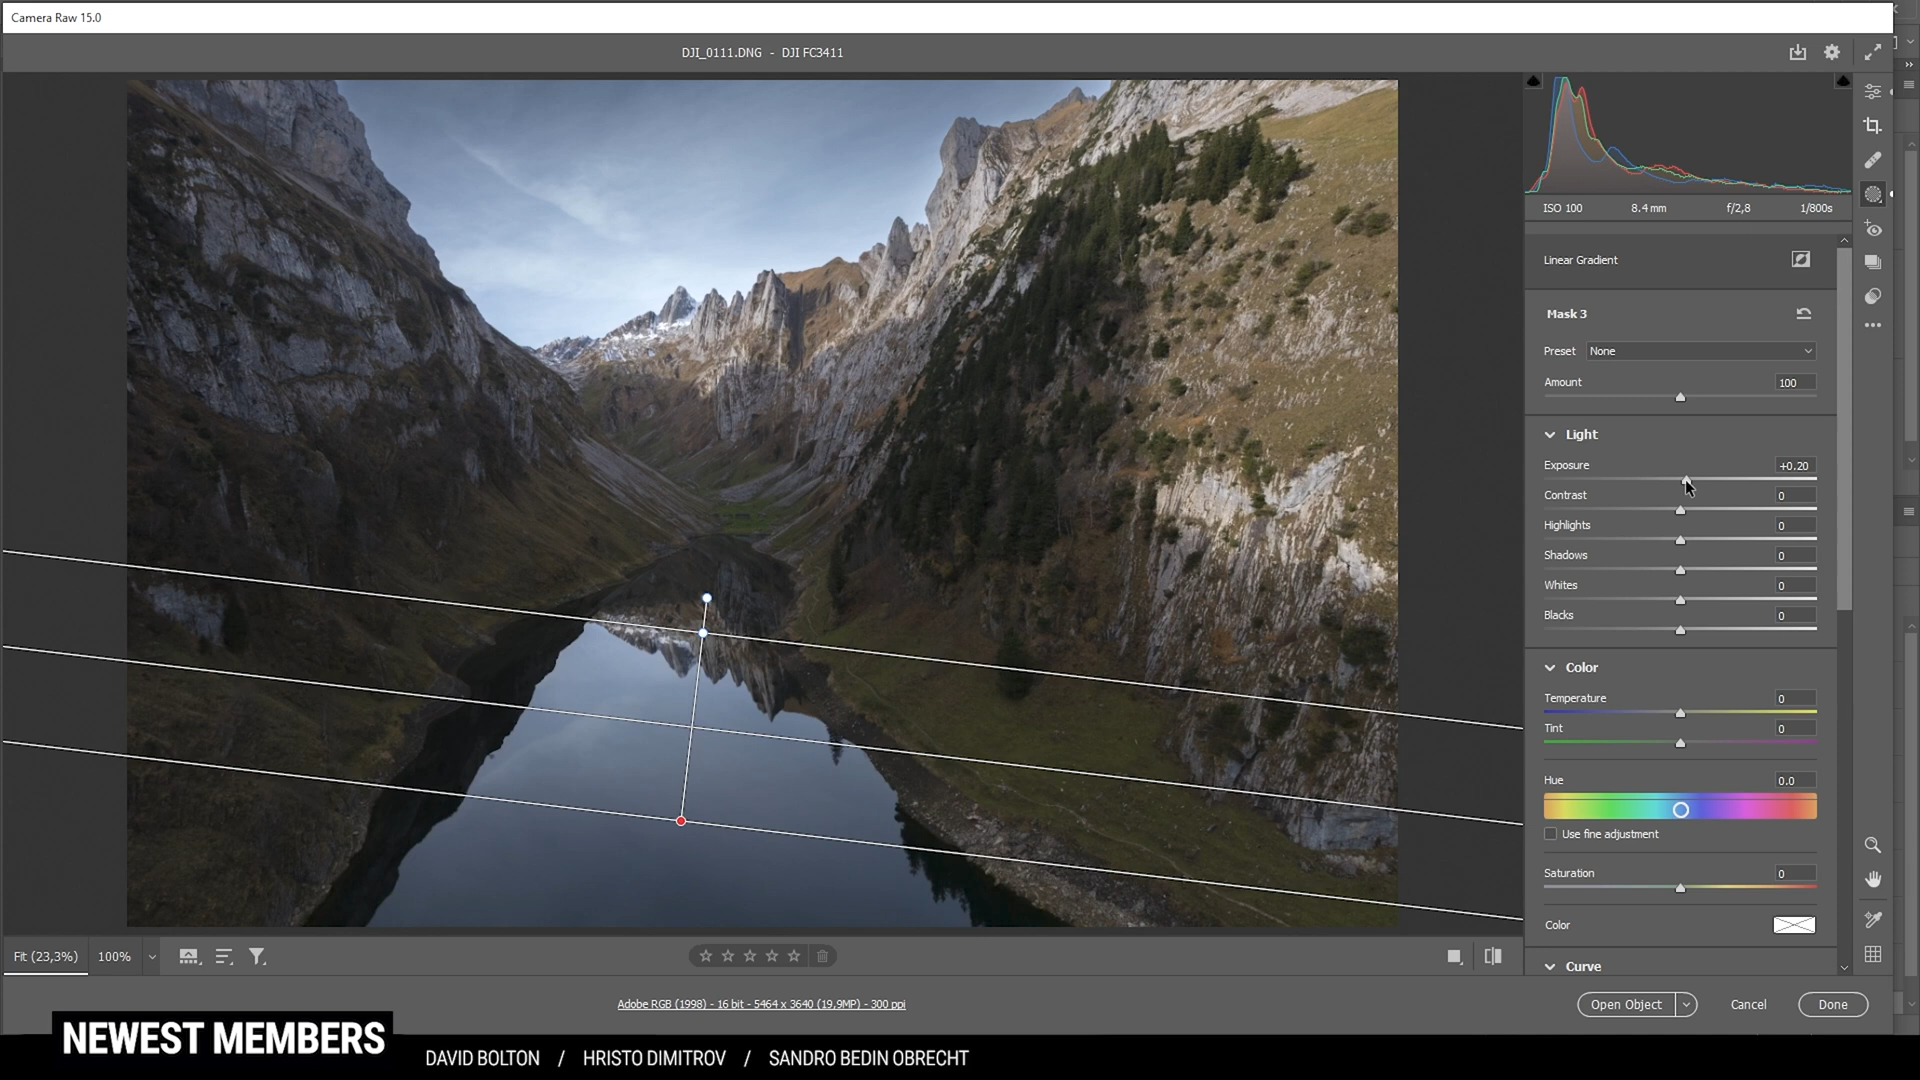 Camera Raw 15.0
DJI_0111.DNG - DJI FC3411
ISO 100 8.4 mm f/2,8 1/800s
Linear Gradient
Mask 3
Preset None
Amount 100
Light
Exposure +0.20
Contrast 0
Highlights 0
Shadows 0
Whites 0
Blacks 0
Color
Temperature 0
Tint 0
Hue 0.0
Use fine adjustment
Saturation 0
Color
Curve
Fit (23,3%) 100%
Adobe RGB (1998) - 16 bit - 5464 x 3640 (19,9MP) - 300 ppi
Open Object Cancel Done
NEWEST MEMBERS
DAVID BOLTON / HRISTO DIMITROV / SANDRO BEDIN OBRECHT